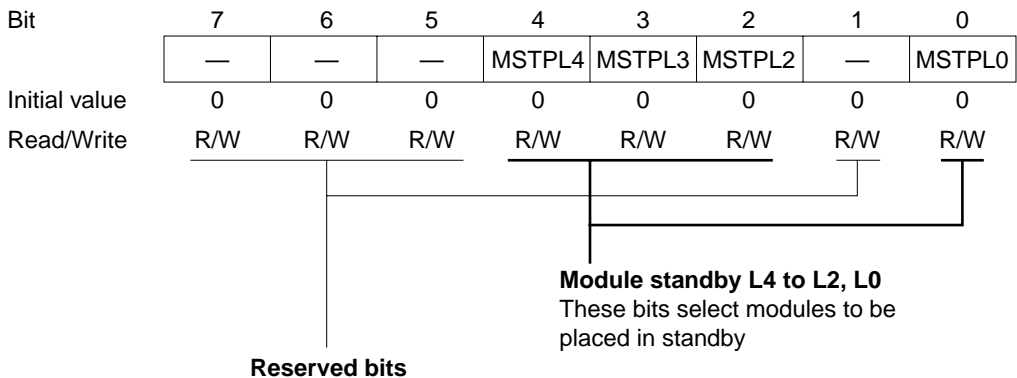 Bit 7 6 5 4 3 2 1 0
— — — MSTPL4 MSTPL3 MSTPL2 — MSTPL0
Initial value 0 0 0 0 0 0 0 0
Read/Write R/W R/W R/W R/W R/W R/W R/W R/W
Module standby L4 to L2, L0
These bits select modules to be
placed in standby
Reserved bits